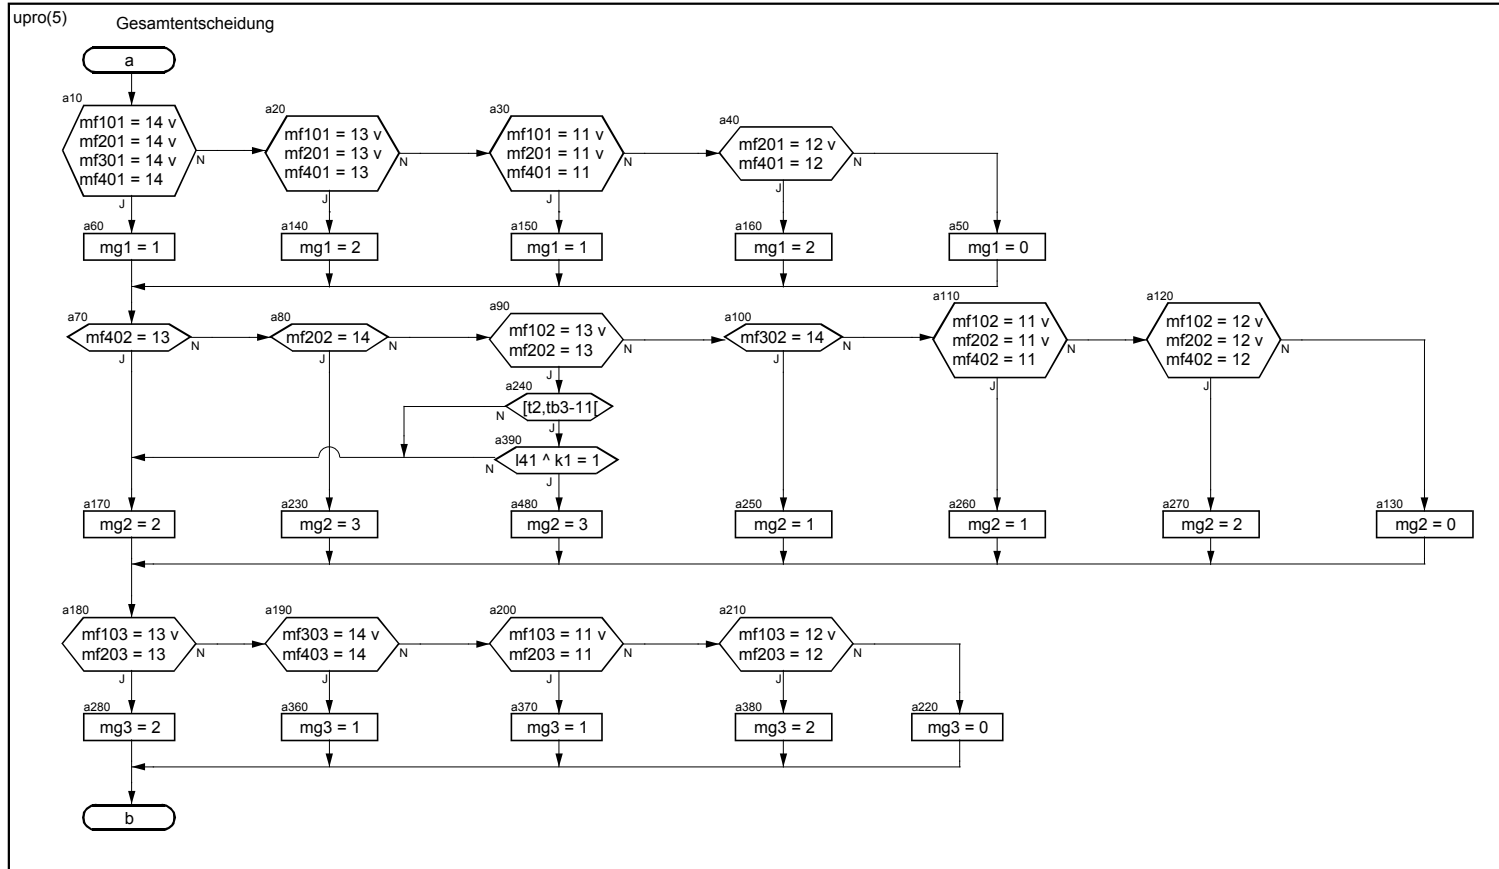 upro(5)
Gesamtentscheidung
a
a10
mf101 = 14 v
mf201 = 14 v
mf301 = 14 v
mf401 = 14
N
J
a20
mf101 = 13 v
mf201 = 13 v
mf401 = 13
N
J
a30
mf101 = 11 v
mf201 = 11 v
mf401 = 11
N
J
a40
mf201 = 12 v
mf401 = 12
N
J
a60
mg1 = 1
a140
mg1 = 2
a150
mg1 = 1
a160
mg1 = 2
a50
mg1 = 0
a70
mf402 = 13
N
J
a80
mf202 = 14
N
J
a90
mf102 = 13 v
mf202 = 13
N
J
a100
mf302 = 14
N
J
a110
mf102 = 11 v
mf202 = 11 v
mf402 = 11
N
J
a120
mf102 = 12 v
mf202 = 12 v
mf402 = 12
N
J
a240
[t2,tb3-11[
N
J
a390
l41 ^ k1 = 1
N
J
a170
mg2 = 2
a230
mg2 = 3
a480
mg2 = 3
a250
mg2 = 1
a260
mg2 = 1
a270
mg2 = 2
a130
mg2 = 0
a180
mf103 = 13 v
mf203 = 13
N
J
a190
mf303 = 14 v
mf403 = 14
N
J
a200
mf103 = 11 v
mf203 = 11
N
J
a210
mf103 = 12 v
mf203 = 12
N
J
a280
mg3 = 2
a360
mg3 = 1
a370
mg3 = 1
a380
mg3 = 2
a220
mg3 = 0
b